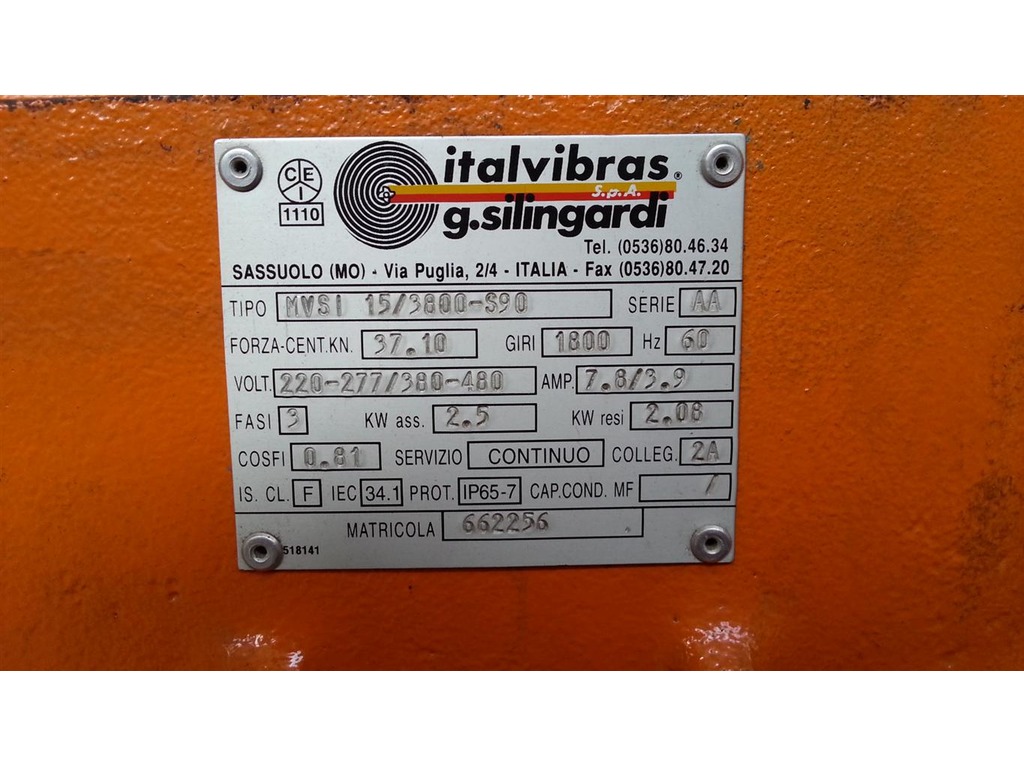 CE I
1110
italvibras ®
S.p.A.
g.silingardi
Tel. (0536)80.46.34
SASSUOLO (MO) - Via Puglia, 2/4 - ITALIA - Fax (0536)80.47.20
TIPO MVSI 15/3800-S90 SERIE AA
FORZA-CENT.KN. 37.10 GIRI 1800 Hz 60
VOLT. 220-277/380-480 AMP. 7.8/3.9
FASI 3 KW ass. 2.5 KW resi 2.08
COSFI 0.81 SERVIZIO CONTINUO COLLEG. 2A
IS. CL. F IEC 34.1 PROT. IP65-7 CAP.COND. MF /
MATRICOLA 662256
518141